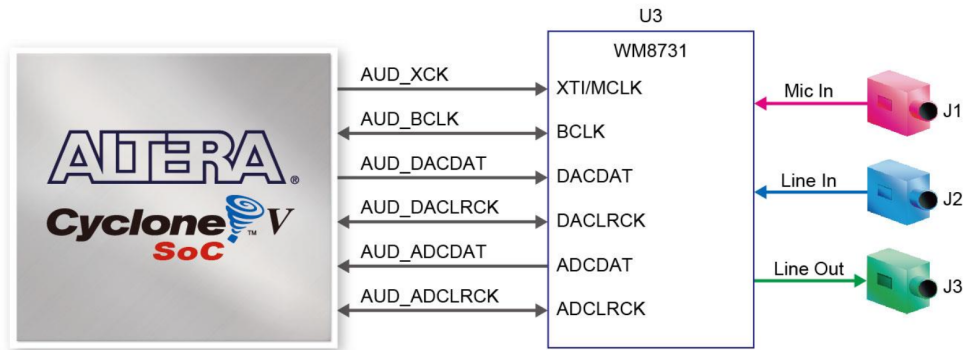 U3
WM8731
ALTERA®
Cyclone™ V
SoC
AUD_XCK
AUD_BCLK
AUD_DACDAT
AUD_DACLRCK
AUD_ADCDAT
AUD_ADCLRCK
XTI/MCLK
BCLK
DACDAT
DACLRCK
ADCDAT
ADCLRCK
Mic In
J1
Line In
J2
Line Out
J3